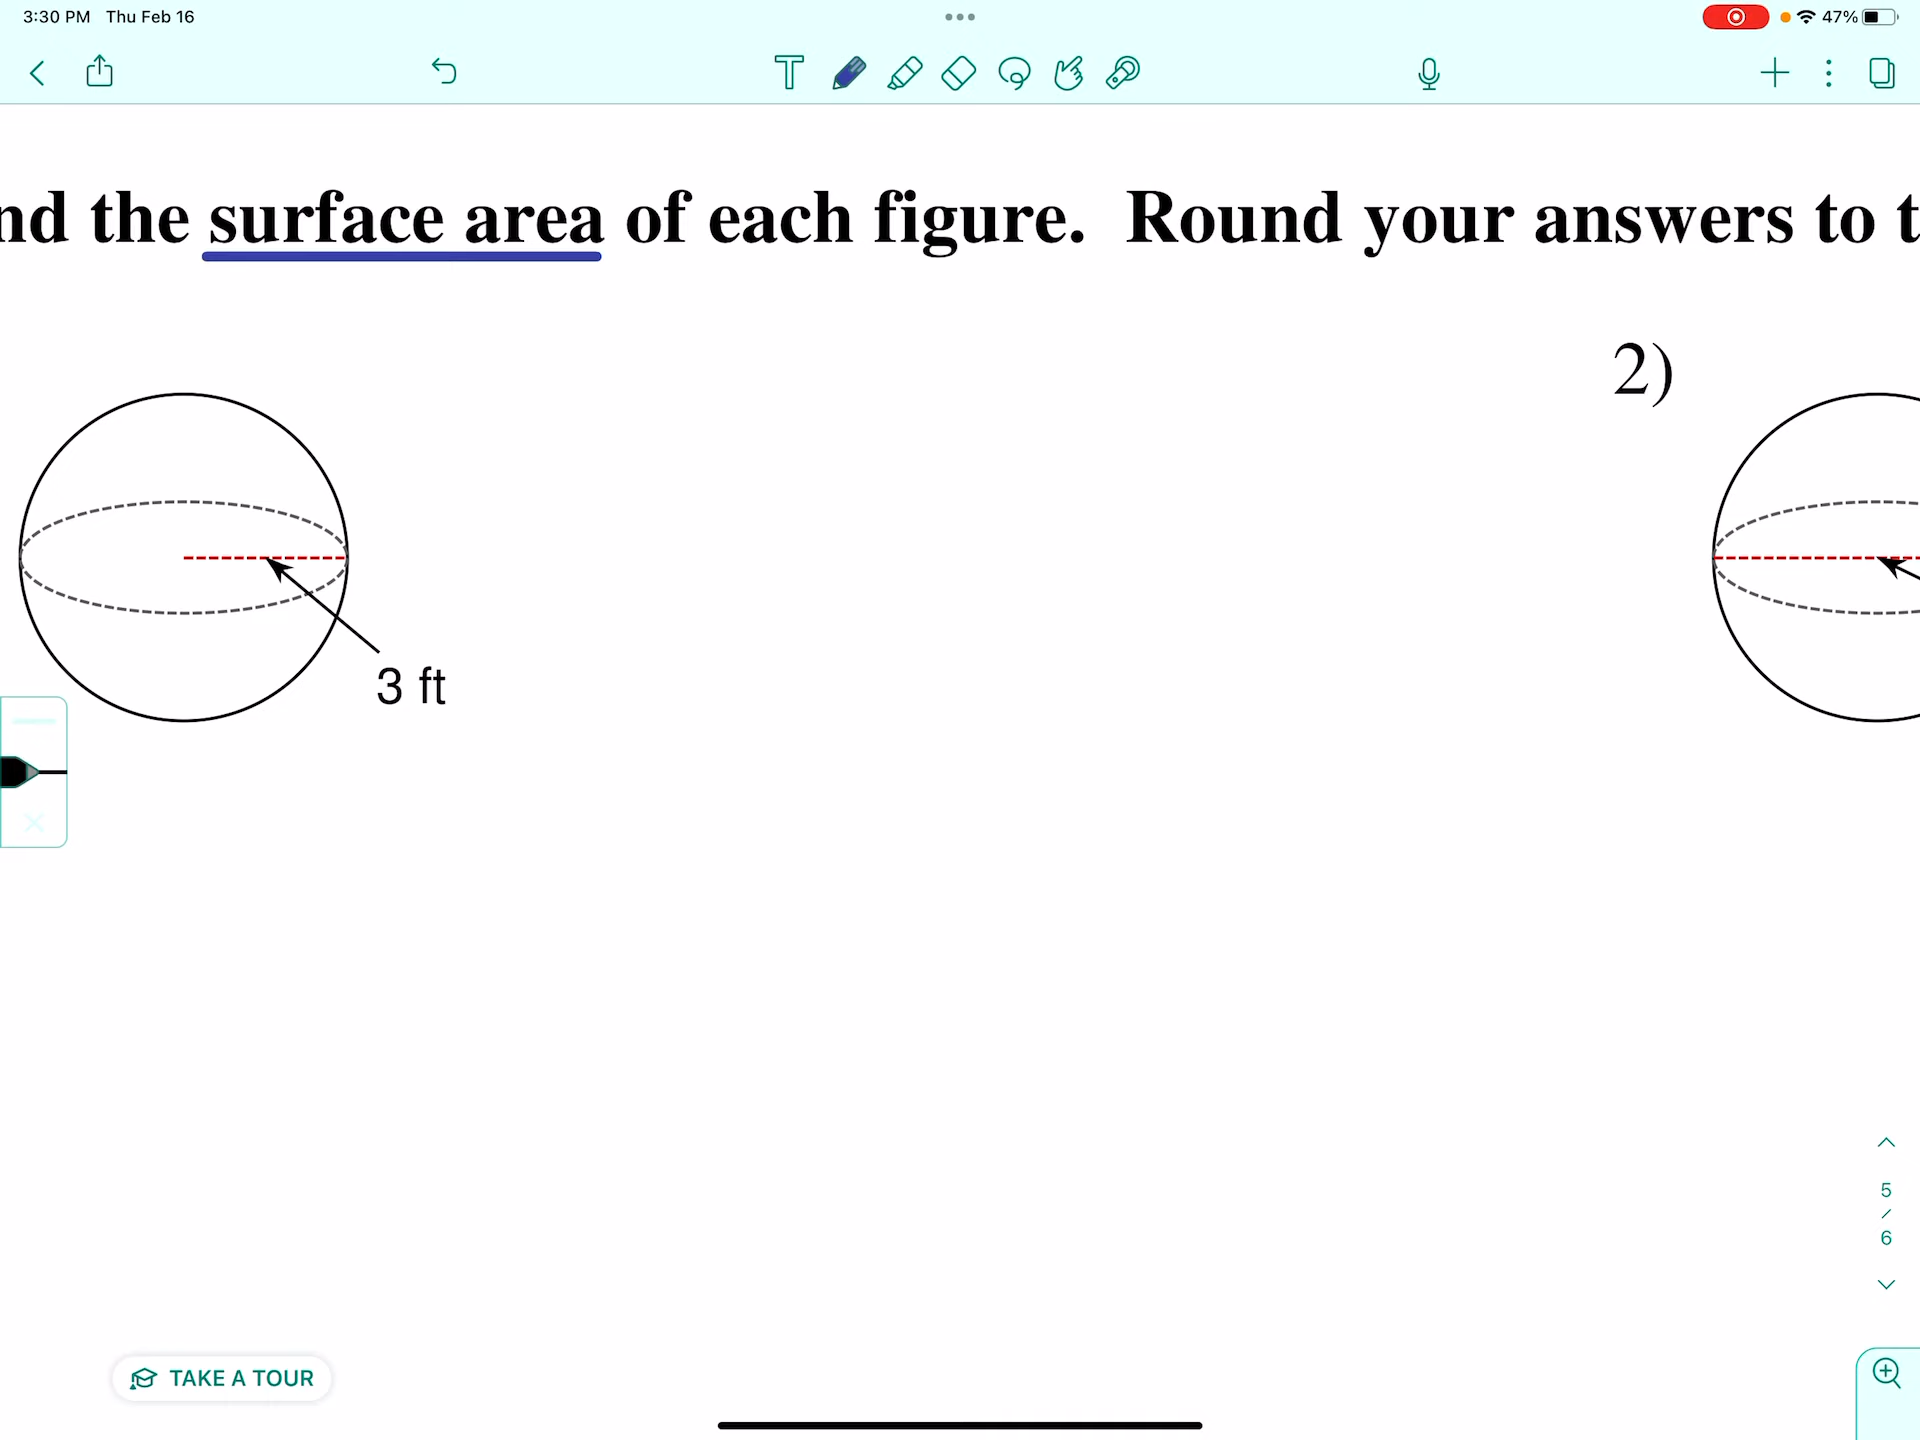 3:30 PM Thu Feb 16
47%
nd the surface area of each figure. Round your answers to t
2)
3 ft
5
/
6
TAKE A TOUR